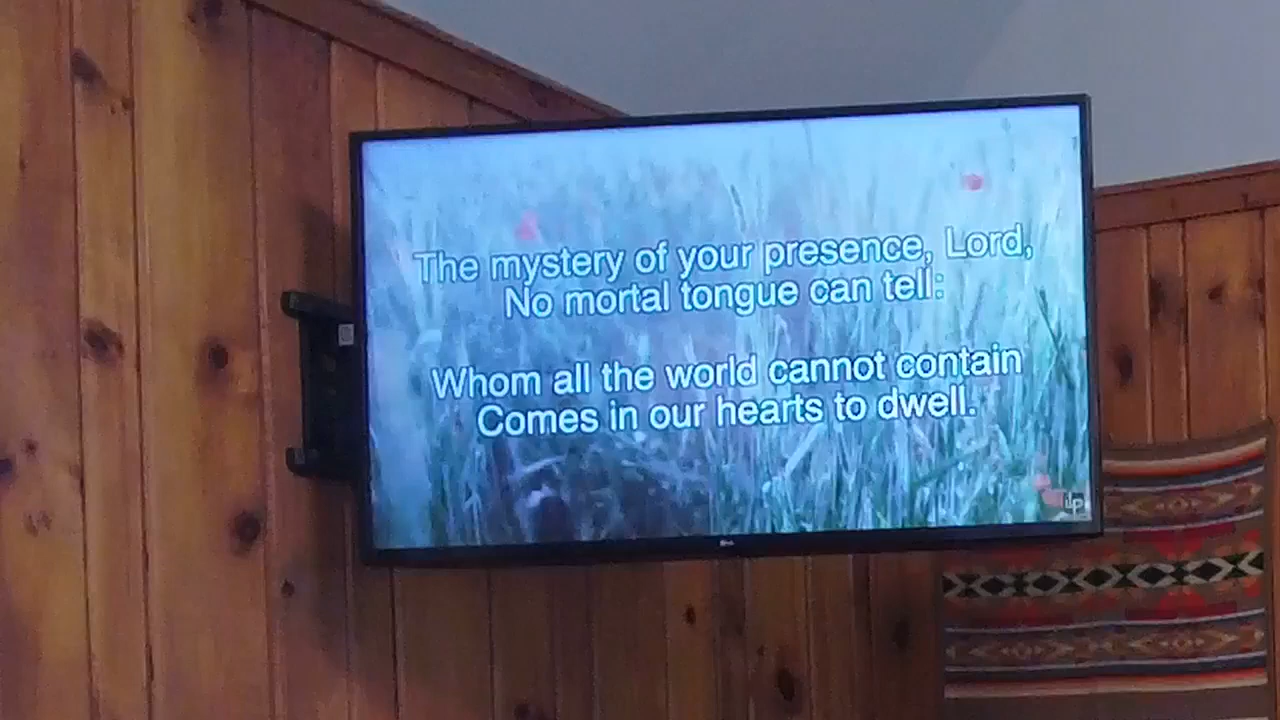 The mystery of your presence, Lord,
No mortal tongue can tell:
Whom all the world cannot contain
Comes in our hearts to dwell.